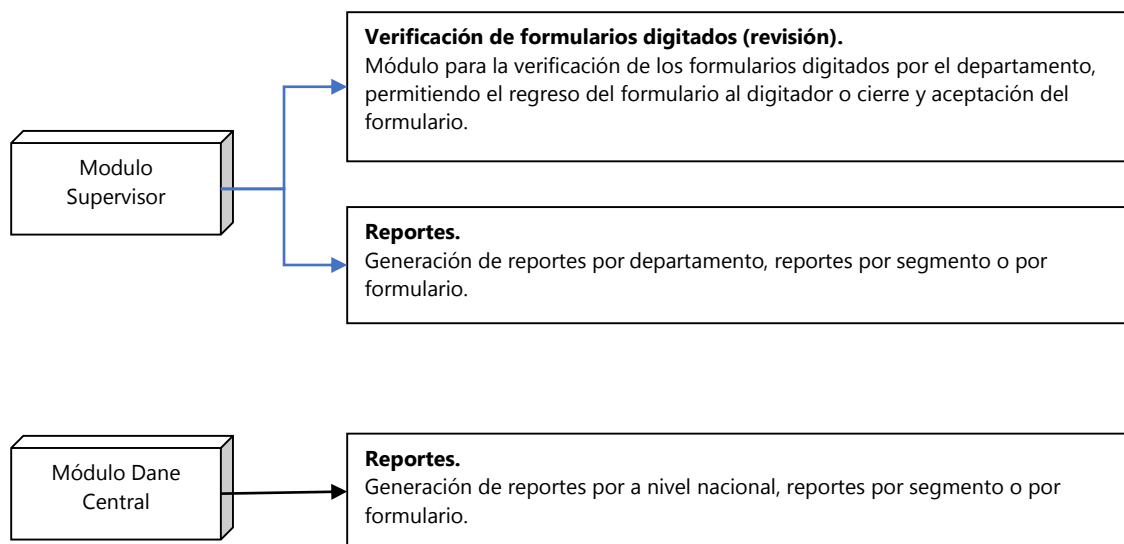 Verificación de formularios digitados (revisión).
Módulo para la verificación de los formularios digitados por el departamento,
permitiendo el regreso del formulario al digitador o cierre y aceptación del
formulario.
Modulo
Supervisor
Reportes.
Generación de reportes por departamento, reportes por segmento o por
formulario.
Módulo Dane
Central
Reportes.
Generación de reportes por a nivel nacional, reportes por segmento o por
formulario.